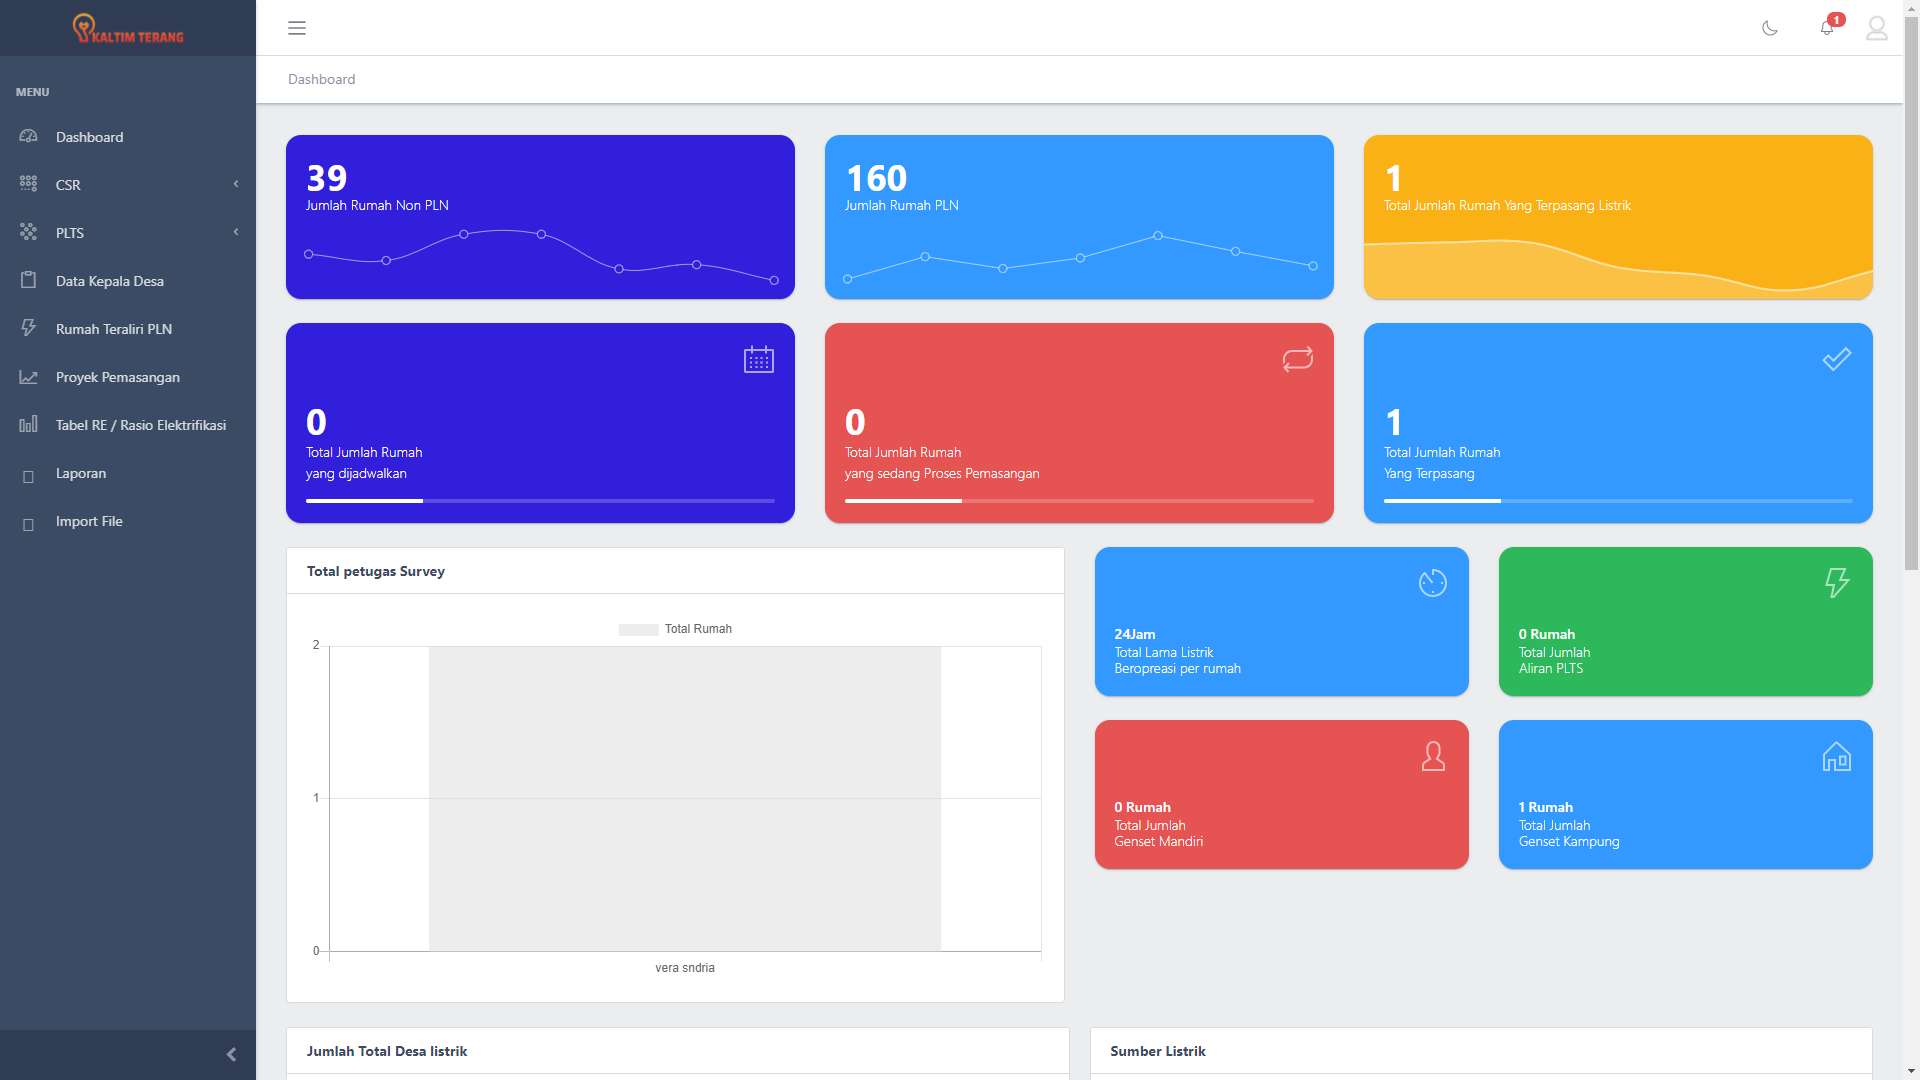 KALTIM TERANG
1
Dashboard
MENU
Dashboard
CSR
PLTS
Data Kepala Desa
Rumah Teraliri PLN
Proyek Pemasangan
Tabel RE / Rasio Elektrifikasi
Laporan
Import File
39
Jumlah Rumah Non PLN
160
Jumlah Rumah PLN
1
Total Jumlah Rumah Yang Terpasang Listrik
0
Total Jumlah Rumah
yang dijadwalkan
0
Total Jumlah Rumah
yang sedang Proses Pemasangan
1
Total Jumlah Rumah
Yang Terpasang
Total petugas Survey
Total Rumah
2
1
0
vera sndria
24Jam
Total Lama Listrik
Beropreasi per rumah
0 Rumah
Total Jumlah
Aliran PLTS
0 Rumah
Total Jumlah
Genset Mandiri
1 Rumah
Total Jumlah
Genset Kampung
Jumlah Total Desa listrik
Sumber Listrik